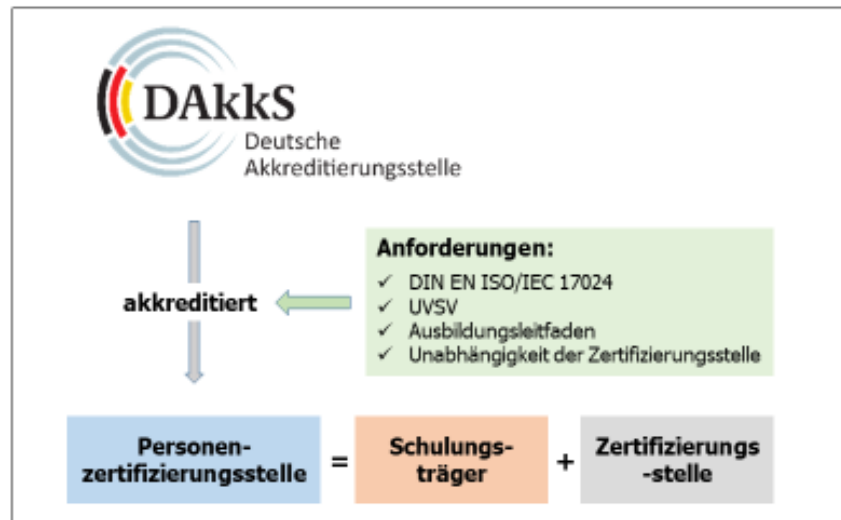 DAkkS
Deutsche
Akkreditierungsstelle
Anforderungen:
✓ DIN EN ISO/IEC 17024
✓ UVSV
✓ Ausbildungsleitfaden
✓ Unabhängigkeit der Zertifizierungsstelle
akkreditiert
Personen-
zertifizierungsstelle
=
Schulungs-
träger
+
Zertifizierungs
-stelle